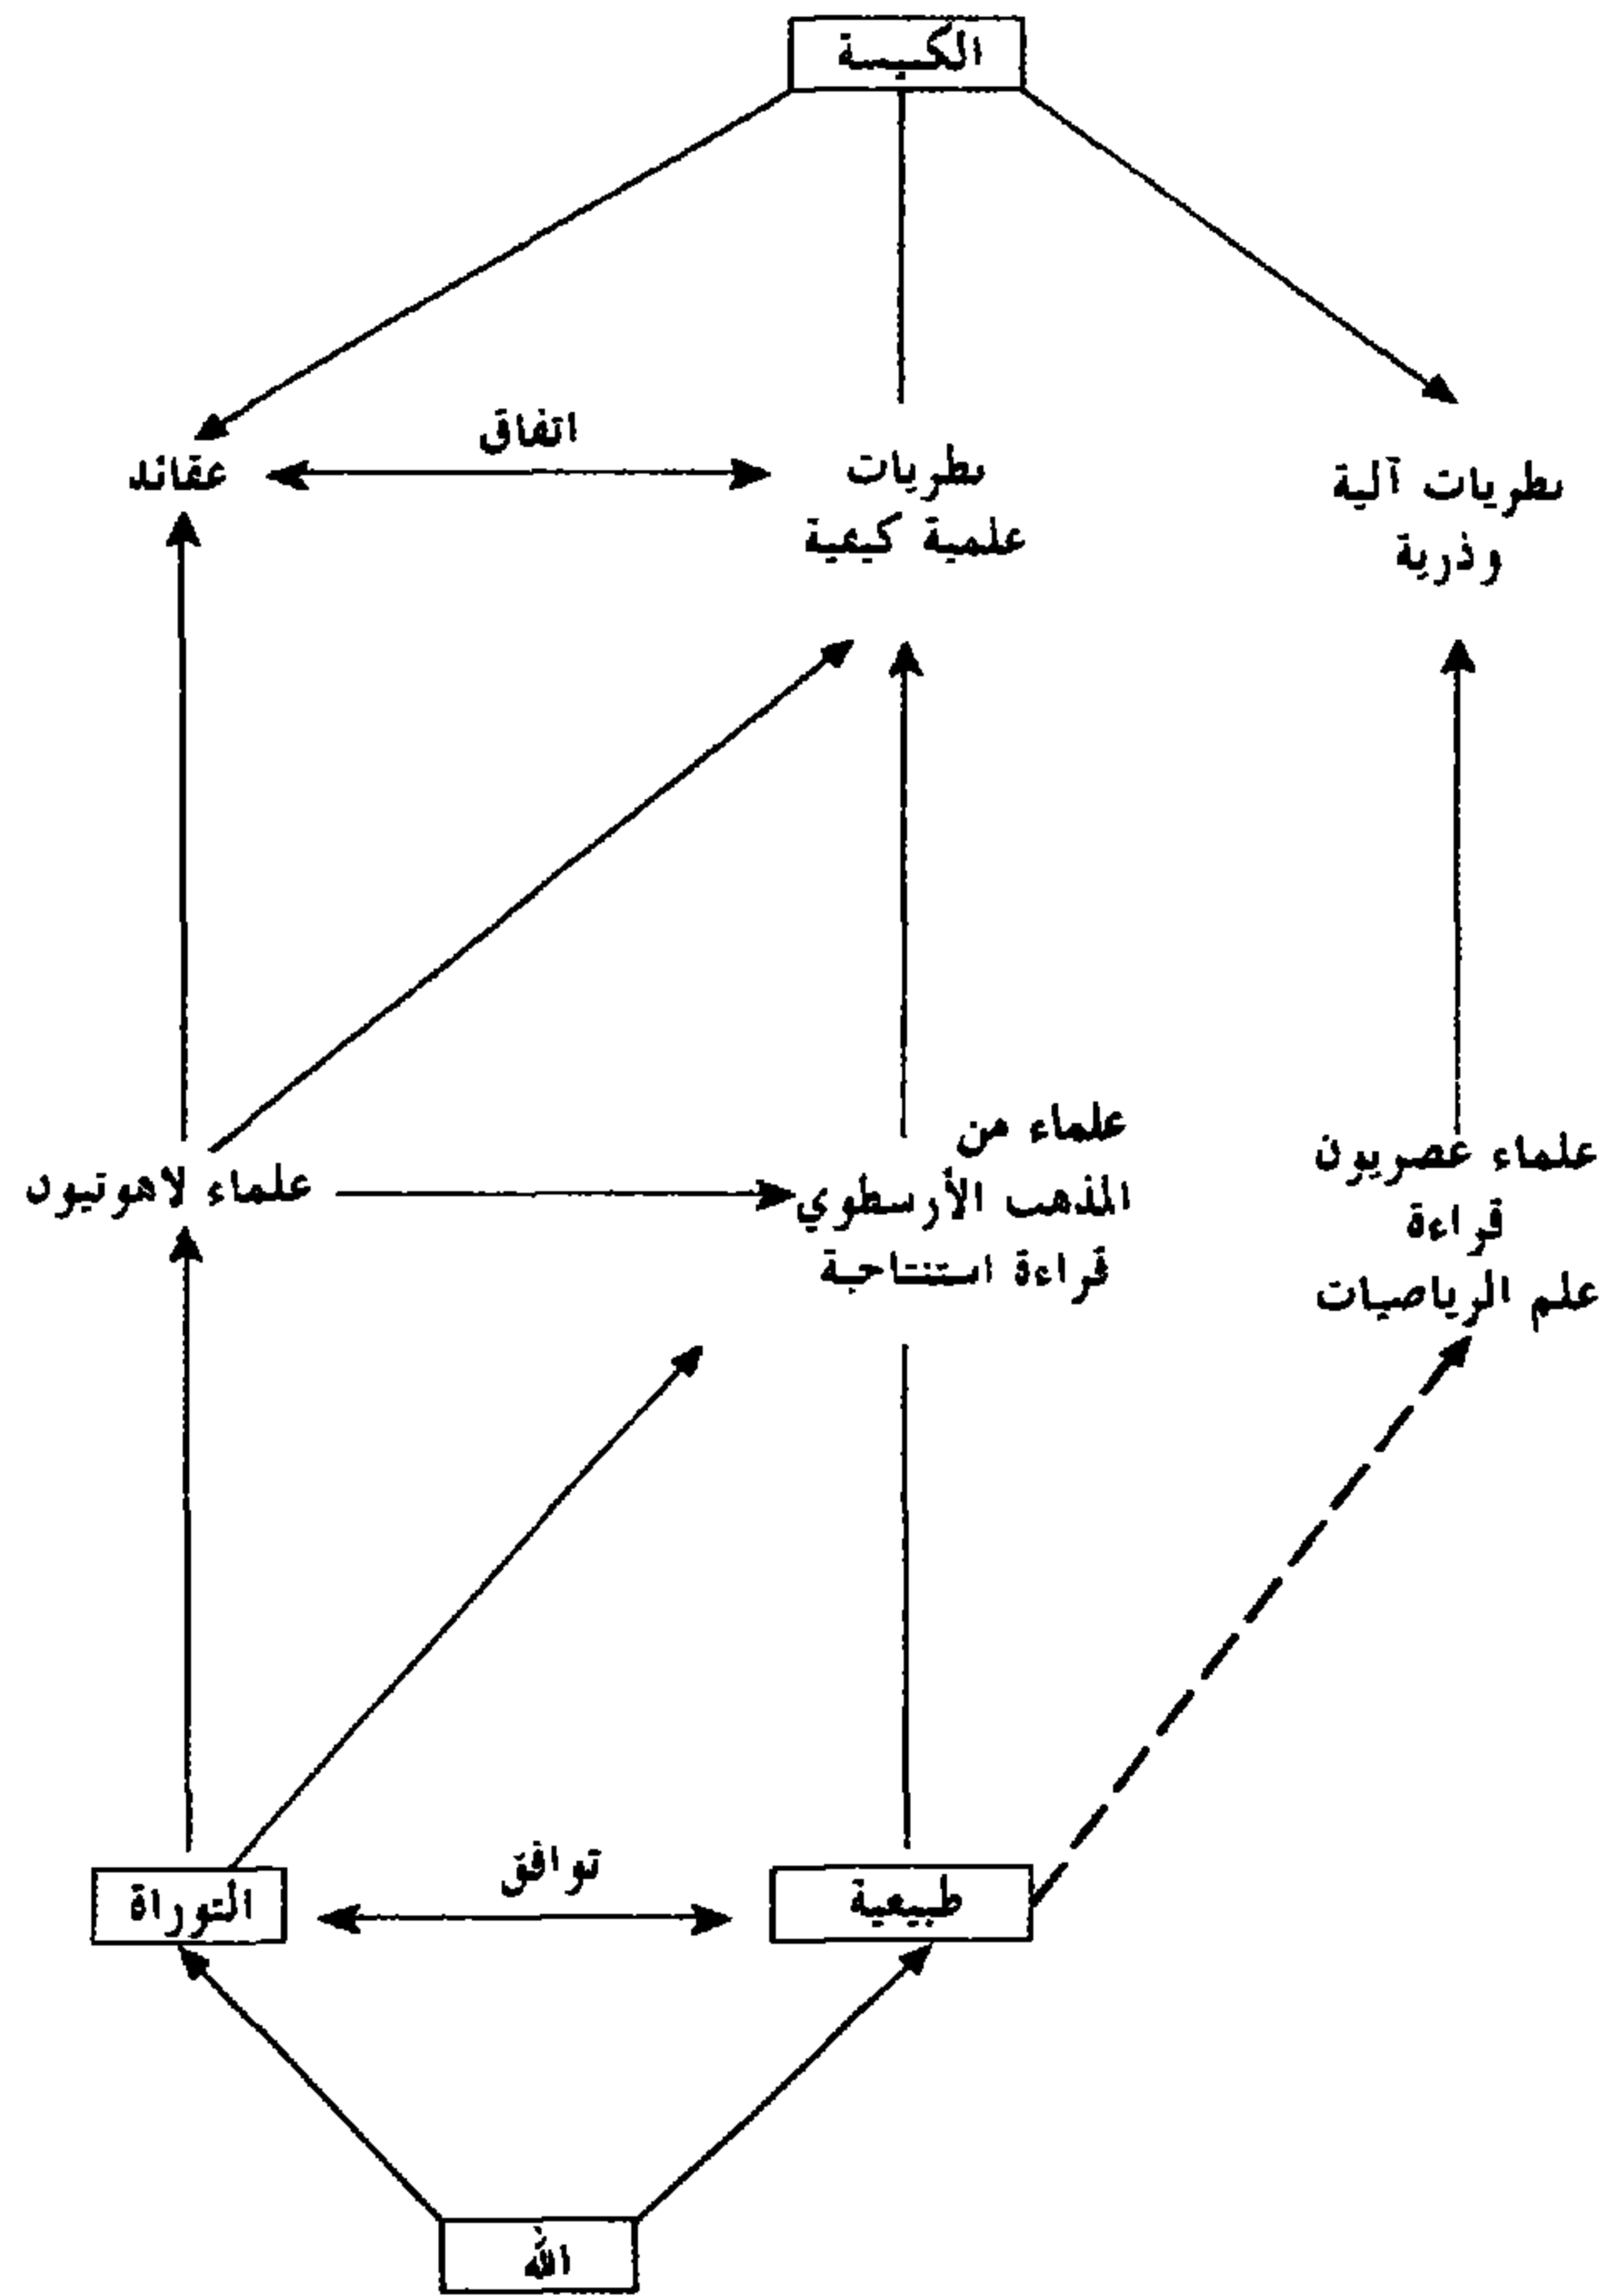 الكنيسة
اتفاق
نظريات آلية
وذرية
نظريات
علمية كيفية
عقائد
علماء عصريون
قراءة
علم الرياضيات
علماء من
المذهب الأرسطوي
قراءة استنتاجية
علماء لاهوتيون
توافق
طبيعية
التوراة
الله